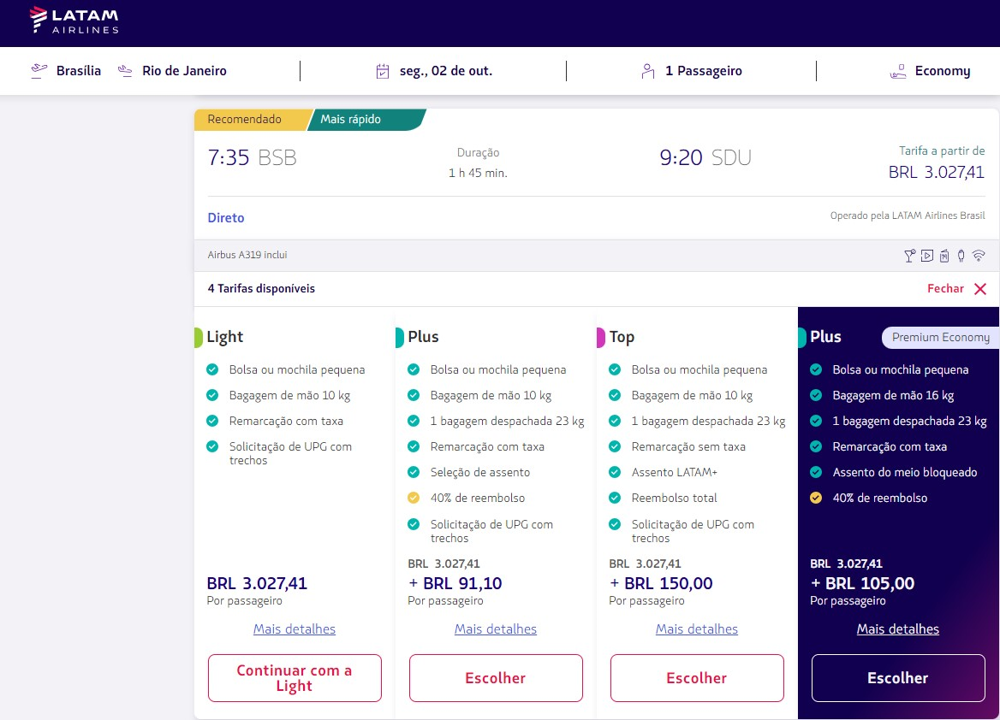 LATAM
AIRLINES
Brasília Rio de Janeiro seg., 02 de out. 1 Passageiro Economy
Recomendado Mais rápido
7:35 BSB
Duração
1 h 45 min.
9:20 SDU
Tarifa a partir de
BRL 3.027,41
Direto
Operado pela LATAM Airlines Brasil
Airbus A319 inclui
4 Tarifas disponíveis
Fechar
Light
Bolsa ou mochila pequena
Bagagem de mão 10 kg
Remarcação com taxa
Solicitação de UPG com
trechos
BRL 3.027,41
Por passageiro
Mais detalhes
Continuar com a
Light
Plus
Bolsa ou mochila pequena
Bagagem de mão 10 kg
1 bagagem despachada 23 kg
Remarcação com taxa
Seleção de assento
40% de reembolso
Solicitação de UPG com
trechos
BRL 3.027,41
+ BRL 91,10
Por passageiro
Mais detalhes
Escolher
Top
Bolsa ou mochila pequena
Bagagem de mão 10 kg
1 bagagem despachada 23 kg
Remarcação sem taxa
Assento LATAM+
Reembolso total
Solicitação de UPG com
trechos
BRL 3.027,41
+ BRL 150,00
Por passageiro
Mais detalhes
Escolher
Plus
Premium Economy
Bolsa ou mochila pequena
Bagagem de mão 16 kg
1 bagagem despachada 23 kg
Remarcação com taxa
Assento do meio bloqueado
40% de reembolso
BRL 3.027,41
+ BRL 105,00
Por passageiro
Mais detalhes
Escolher